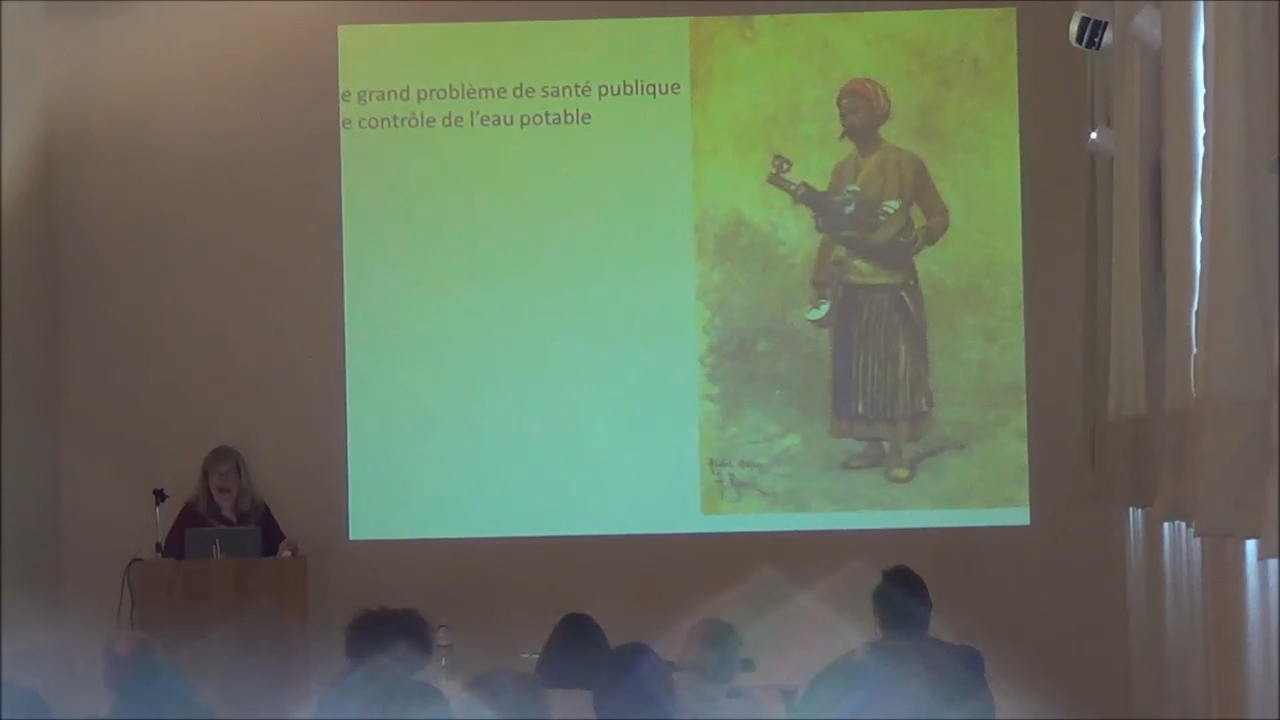 e grand problème de santé publique
e contrôle de l'eau potable